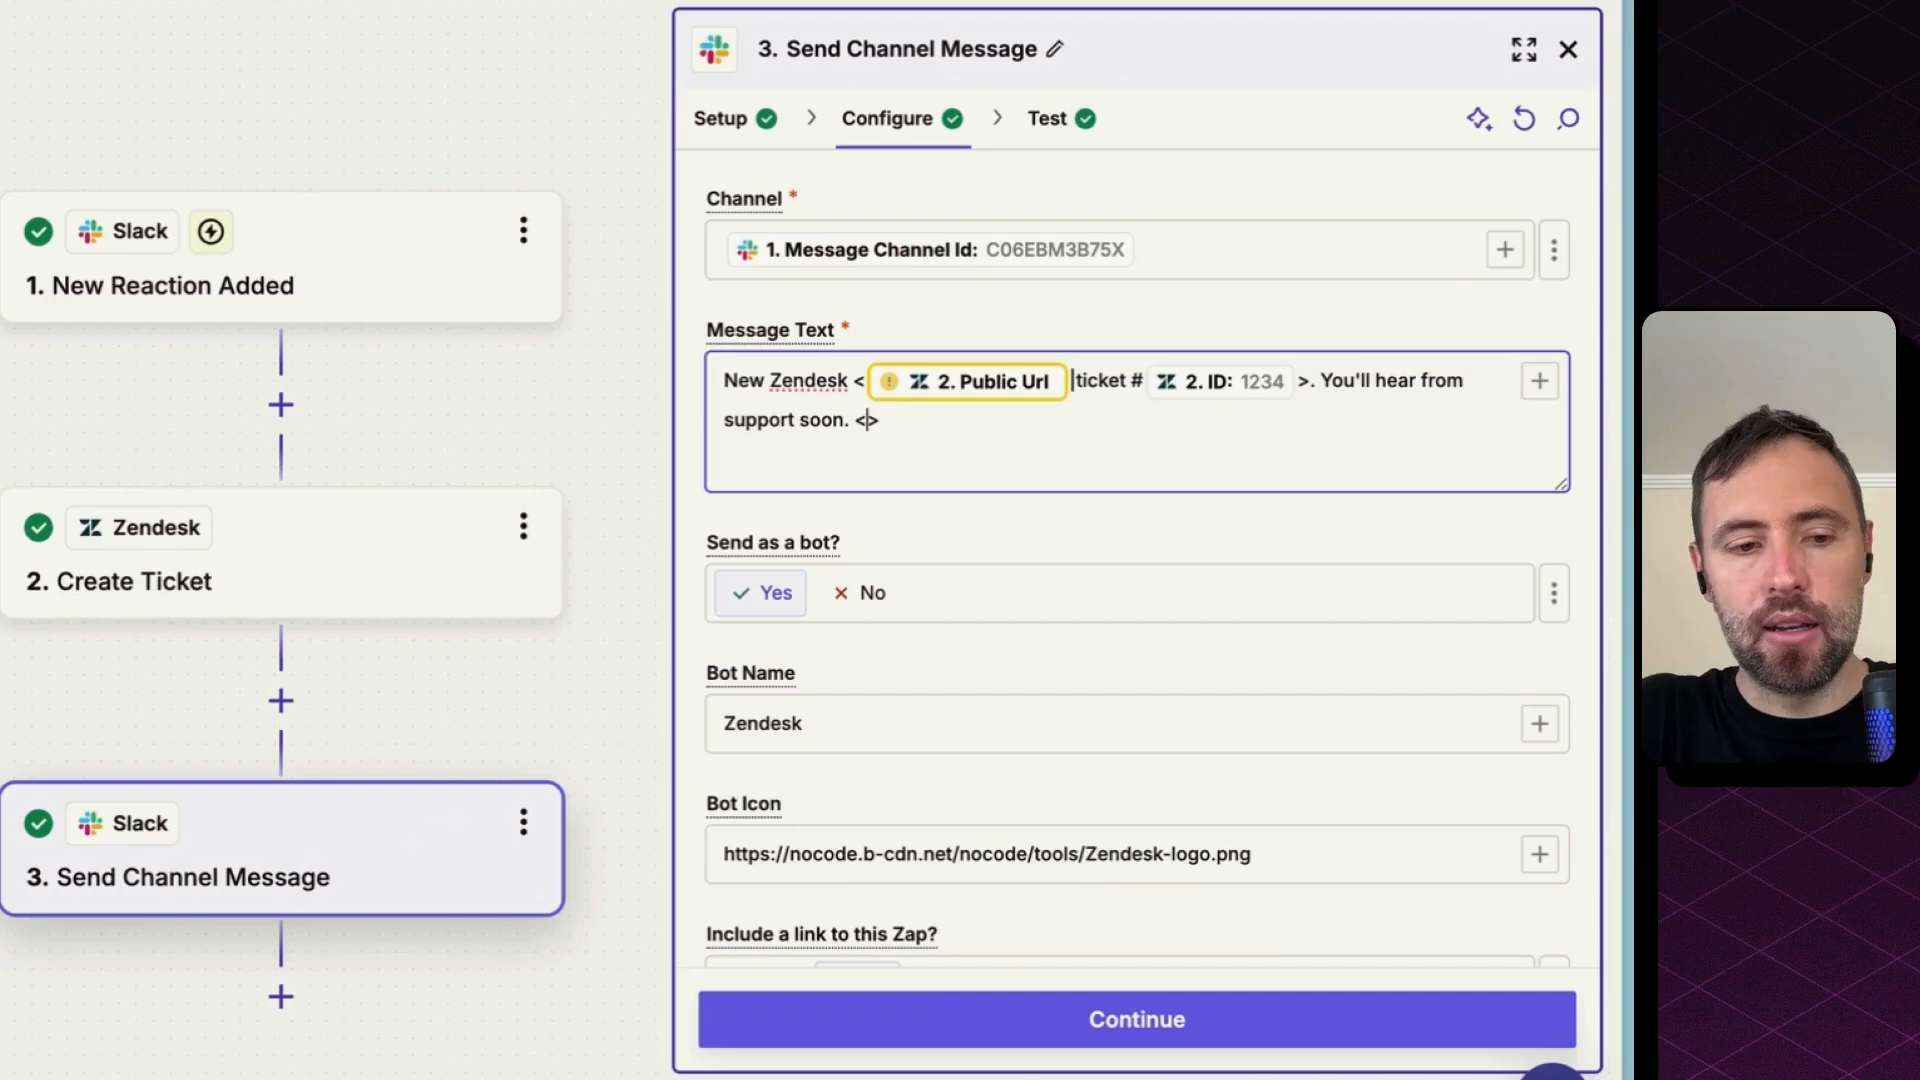 Slack
1. New Reaction Added
Zendesk
2. Create Ticket
Slack
3. Send Channel Message
3. Send Channel Message
Setup
Configure
Test
Channel *
1. Message Channel Id: C06EBM3B75X
Message Text *
New Zendesk < 2. Public Url |ticket # 2. ID: 1234 >. You'll hear from
support soon. <>
Send as a bot?
Yes
No
Bot Name
Zendesk
Bot Icon
https://nocode.b-cdn.net/nocode/tools/Zendesk-logo.png
Include a link to this Zap?
Continue